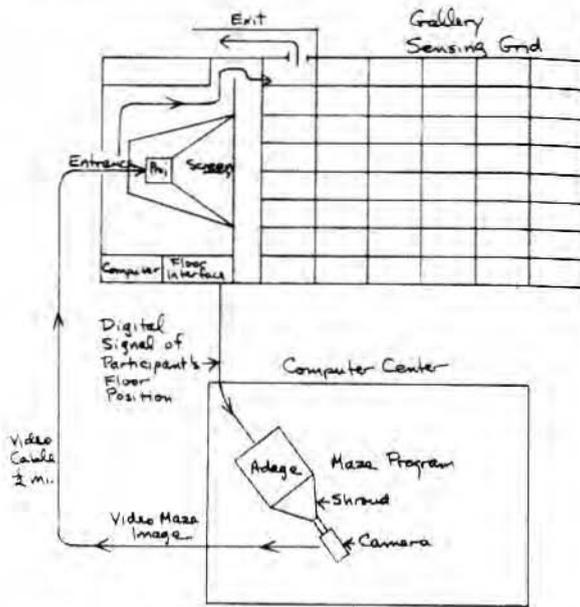 Exit
Gallery
Sensing Grid
Entrance
Proj
Screen
Computer
Floor
Interface
Digital
Signal of
Participant's
Floor
Position
Computer Center
Video
Cable
½ mi.
Adage
Maze Program
Shroud
Video Maze
Image
Camera